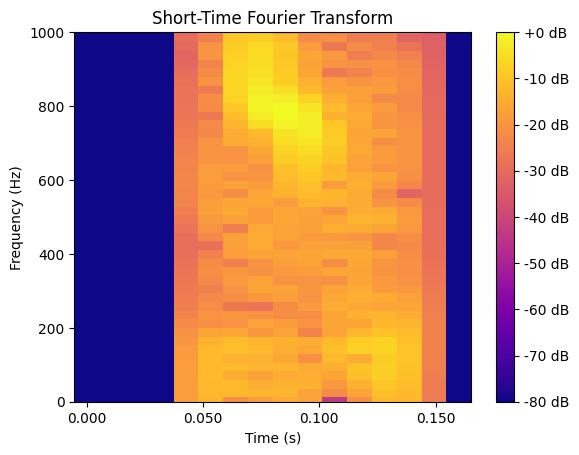 Short-Time Fourier Transform
1000
800
600
400
200
0
Frequency (Hz)
0.000
0.050
0.100
0.150
Time (s)
+0 dB
-10 dB
-20 dB
-30 dB
-40 dB
-50 dB
-60 dB
-70 dB
-80 dB